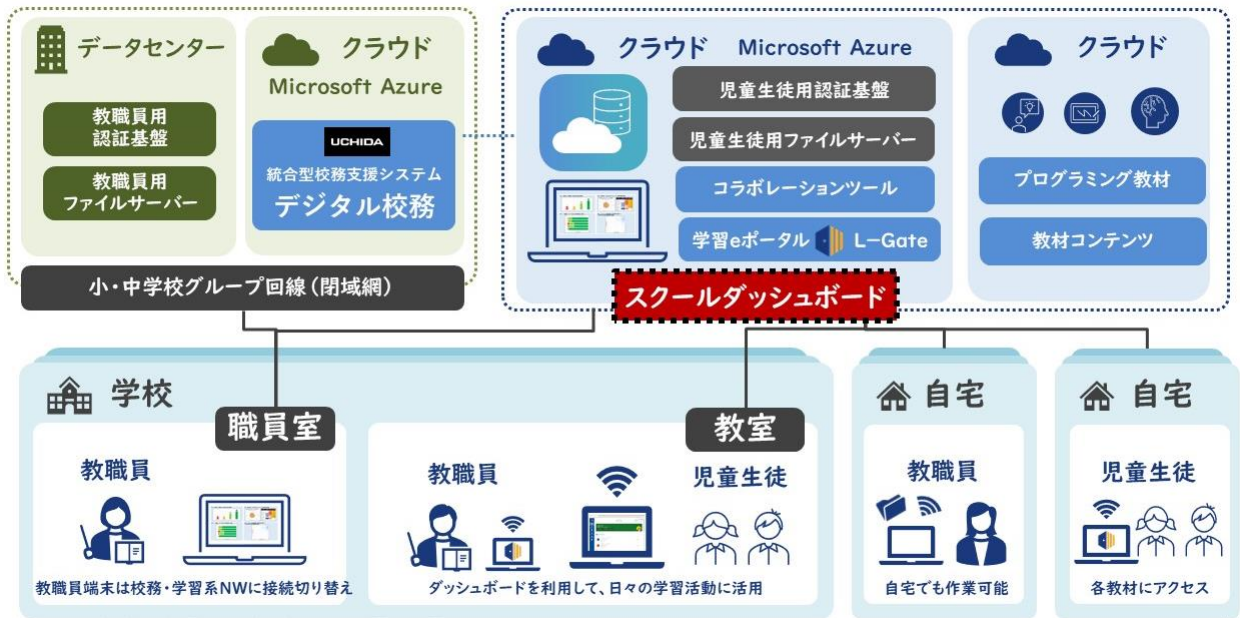 データセンター
教職員用
認証基盤
教職員用
ファイルサーバー
クラウド
Microsoft Azure
UCHIDA
統合型校務支援システム
デジタル校務
クラウド Microsoft Azure
児童生徒用認証基盤
児童生徒用ファイルサーバー
コラボレーションツール
学習eポータル L-Gate
クラウド
プログラミング教材
教材コンテンツ
小・中学校グループ回線(閉域網)
スクールダッシュボード
学校
職員室
教職員
教職員端末は校務・学習系NWに接続切り替え
教室
教職員
児童生徒
ダッシュボードを利用して、日々の学習活動に活用
自宅
教職員
自宅でも作業可能
自宅
児童生徒
各教材にアクセス